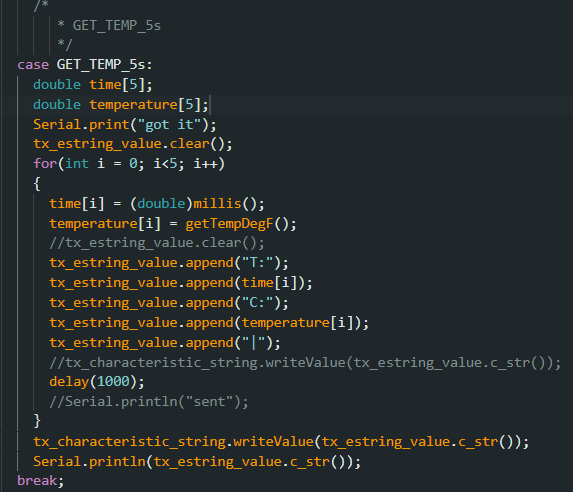 /*
* GET_TEMP_5s
*/
case GET_TEMP_5s:
double time[5];
double temperature[5];
Serial.print("got it");
tx_estring_value.clear();
for(int i = 0; i<5; i++)
{
time[i] = (double)millis();
temperature[i] = getTempDegF();
//tx_estring_value.clear();
tx_estring_value.append("T:");
tx_estring_value.append(time[i]);
tx_estring_value.append("C:");
tx_estring_value.append(temperature[i]);
tx_estring_value.append("|");
//tx_characteristic_string.writeValue(tx_estring_value.c_str());
delay(1000);
//Serial.println("sent");
}
tx_characteristic_string.writeValue(tx_estring_value.c_str());
Serial.println(tx_estring_value.c_str());
break;